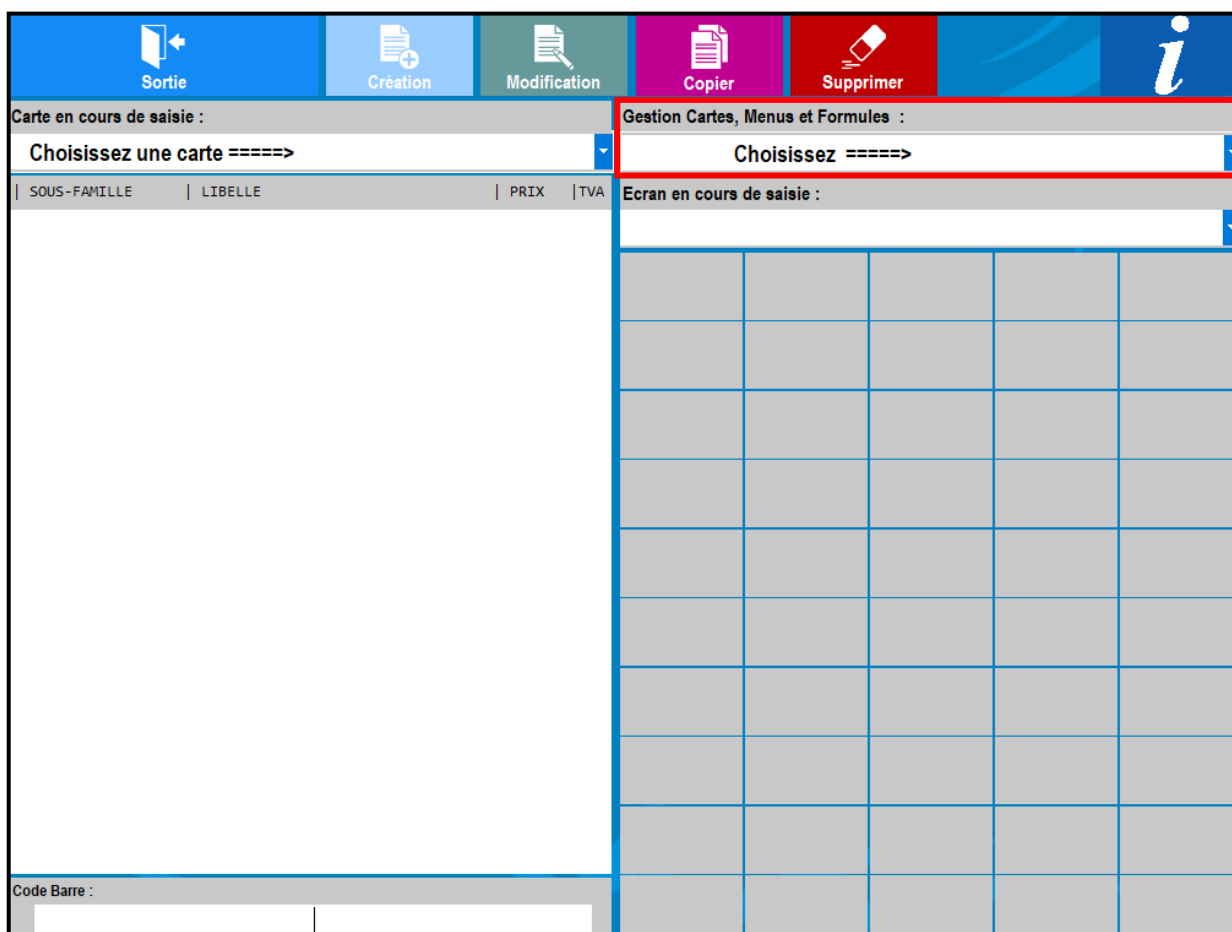 Sortie
Création
Modification
Copier
Supprimer
i
Carte en cours de saisie :
Gestion Cartes, Menus et Formules  :
Choisissez une carte =====>
Choisissez  =====>
| SOUS-FAMILLE | LIBELLE | PRIX |TVA
Ecran en cours de saisie :
Code Barre :